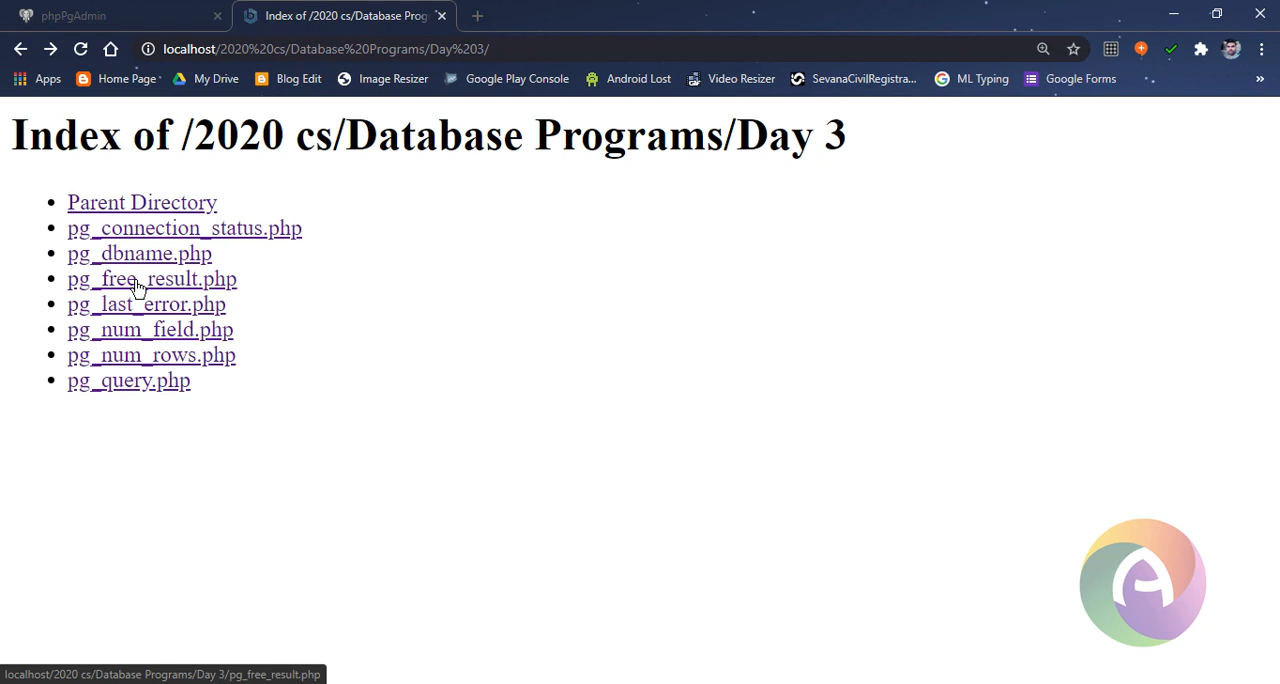 phpPgAdmin
Index of /2020 cs/Database Prog
localhost/2020%20cs/Database%20Programs/Day%203/
Apps
Home Page
My Drive
Blog Edit
Image Resizer
Google Play Console
Android Lost
Video Resizer
SevanaCivilRegistra...
ML Typing
Google Forms
Index of /2020 cs/Database Programs/Day 3
Parent Directory
pg_connection_status.php
pg_dbname.php
pg_free_result.php
pg_last_error.php
pg_num_field.php
pg_num_rows.php
pg_query.php
A
localhost/2020 cs/Database Programs/Day 3/pg_free_result.php